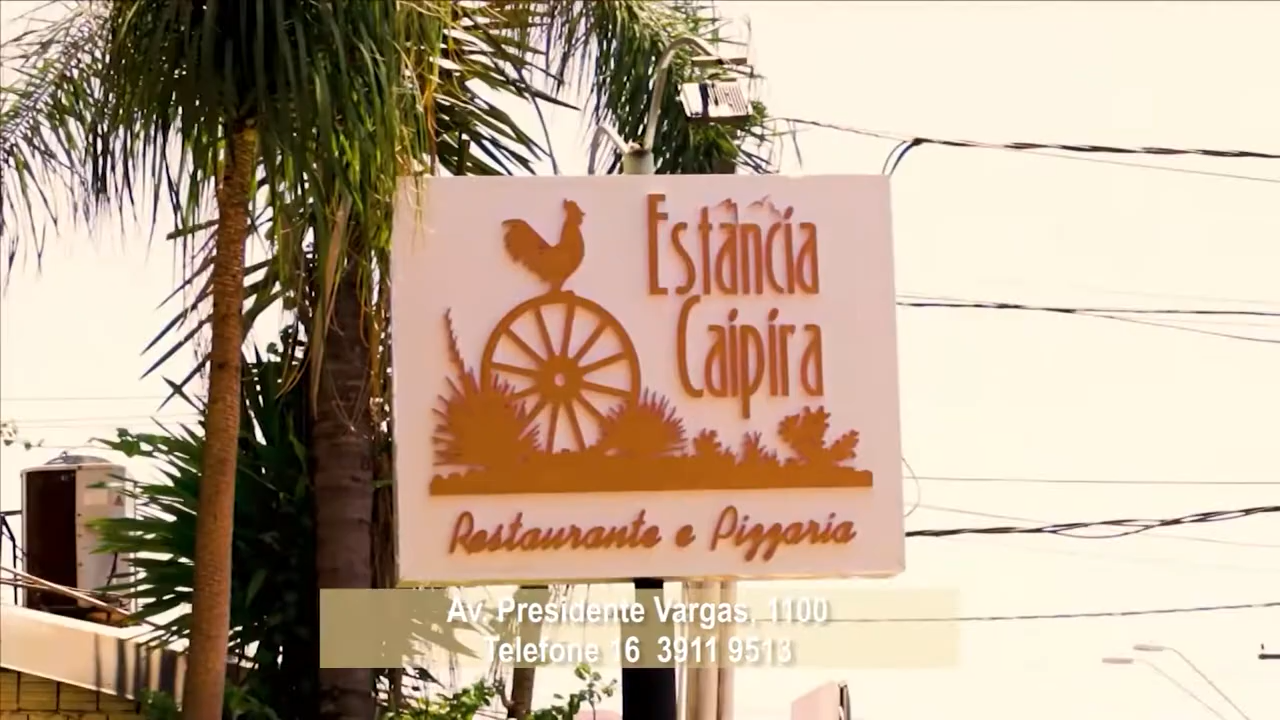 Estância
Caipira
Restaurante e Pizzaria
Av. Presidente Vargas, 1100
Telefone 16 3911 9513